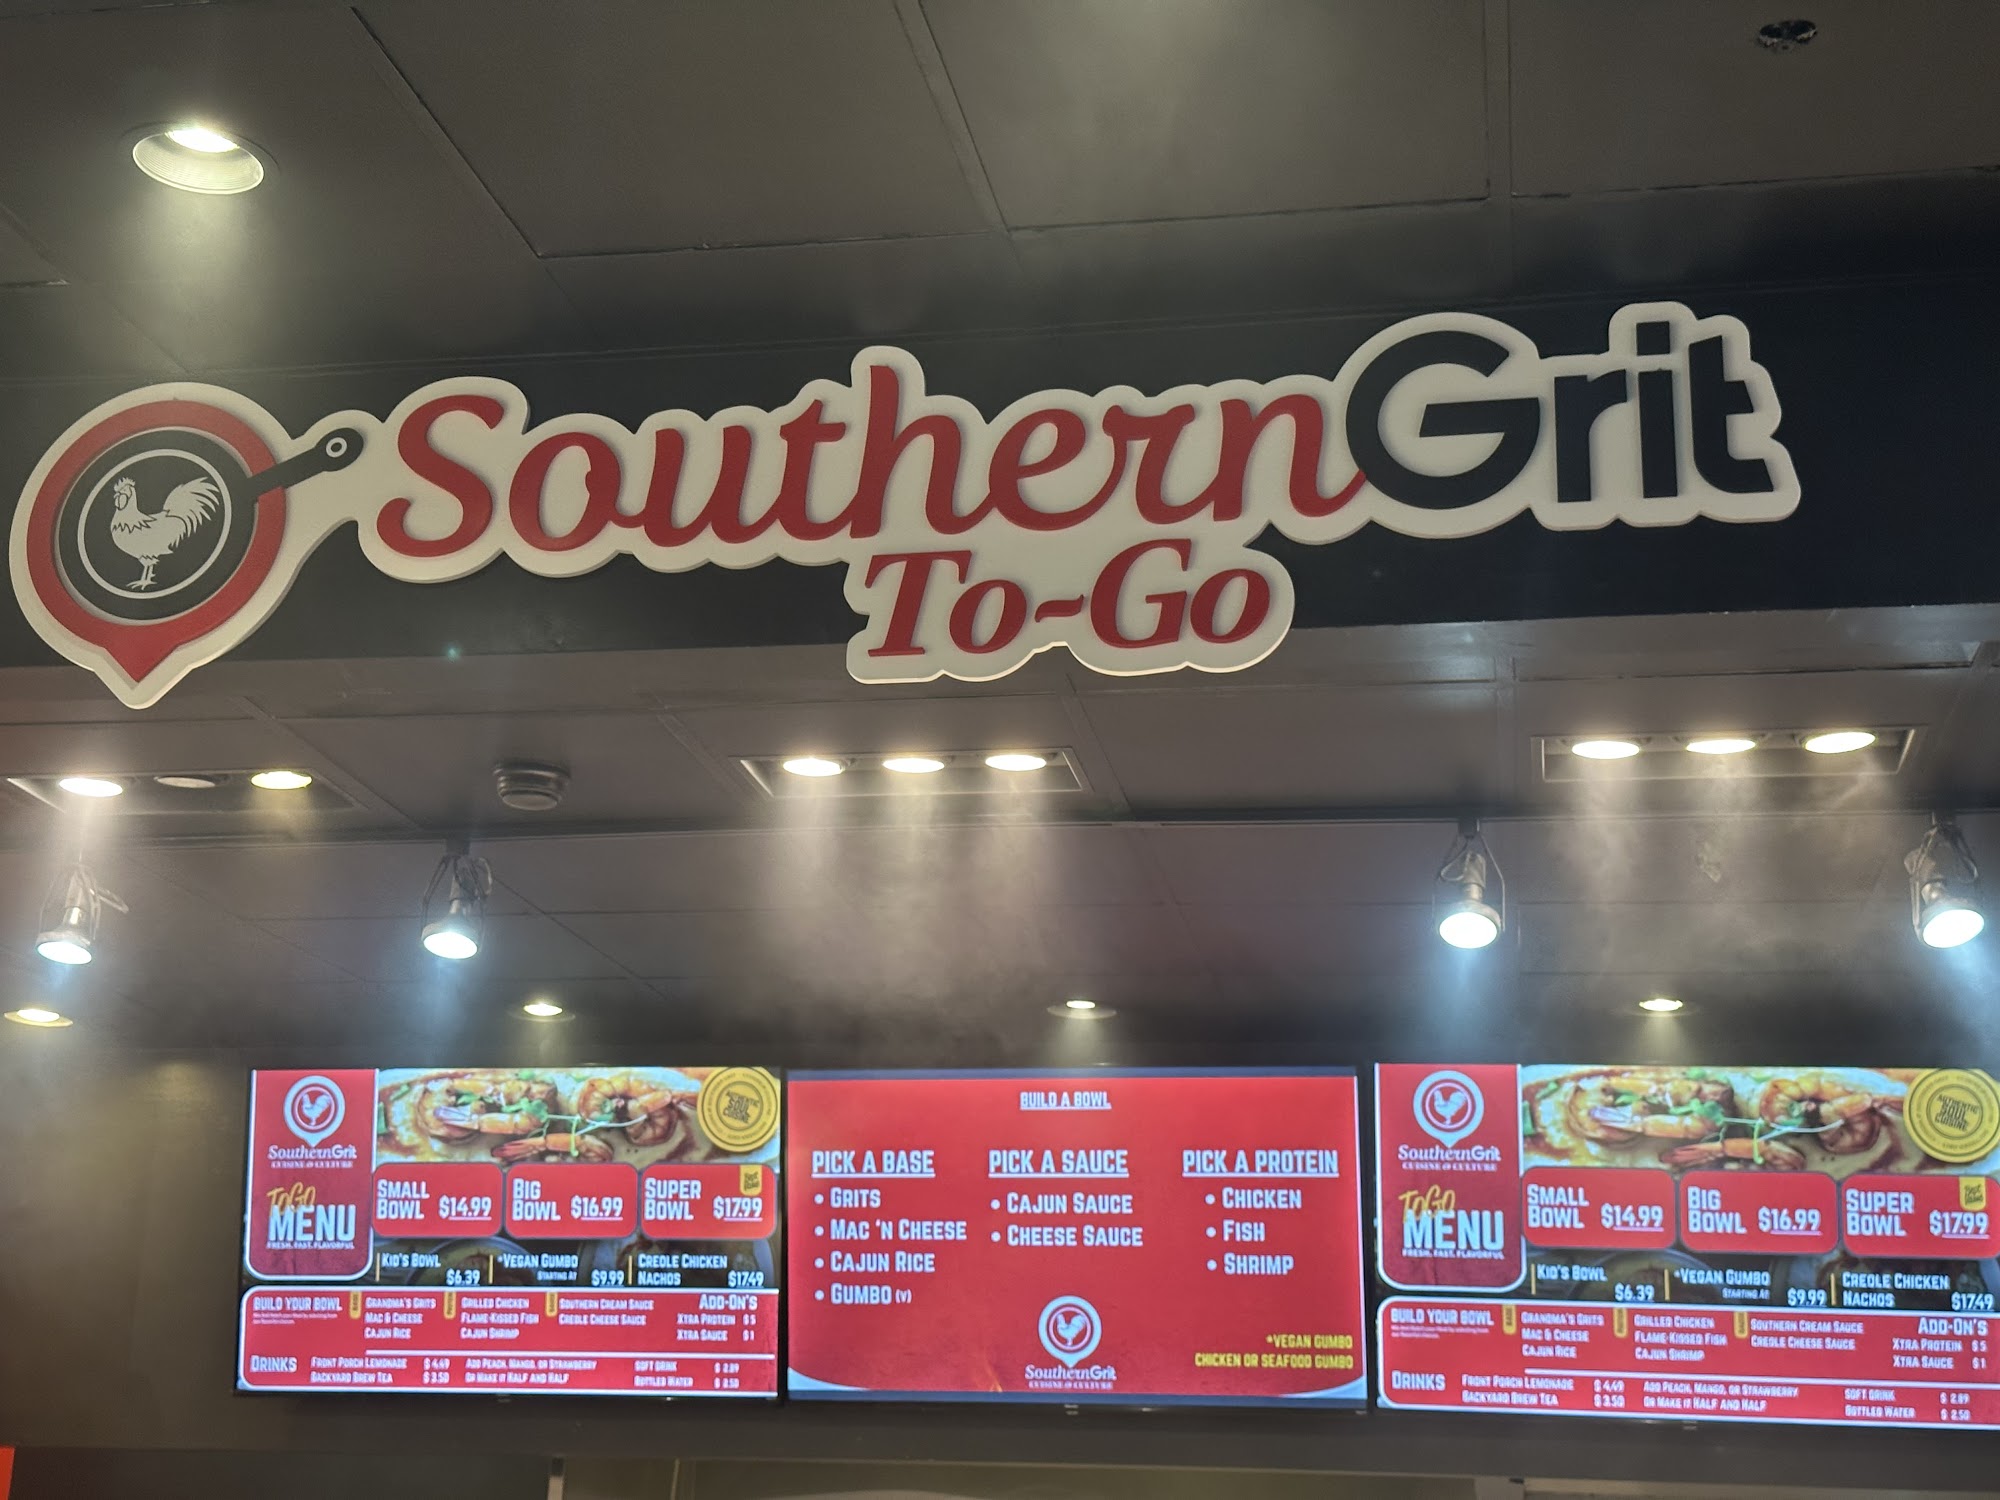 SouthernGrit
To-Go
SouthernGrit
CUISINE & CULTURE
ToGo
MENU
FRESH. FAST. FLAVORFUL
AUTHENTIC
SOUL
CUISINE
SMALL BOWL $14.99
BIG BOWL $16.99
SUPER BOWL $17.99
KID'S BOWL $6.39
*VEGAN GUMBO STARTING AT $9.99
CREOLE CHICKEN NACHOS $17.49
BUILD YOUR BOWL
GRANDMA'S GRITS
MAC & CHEESE
CAJUN RICE
GRILLED CHICKEN
FLAME-KISSED FISH
CAJUN SHRIMP
SOUTHERN CREAM SAUCE
CREOLE CHEESE SAUCE
ADD-ON'S
XTRA PROTEIN $5
XTRA SAUCE $1
DRINKS
FRONT PORCH LEMONADE $4.49
BACKYARD BREW TEA $3.50
ADD PEACH, MANGO, OR STRAWBERRY
OR MAKE IT HALF AND HALF
SOFT DRINK $2.89
BOTTLED WATER $2.50
BUILD A BOWL
PICK A BASE
• GRITS
• MAC 'N CHEESE
• CAJUN RICE
• GUMBO (V)
PICK A SAUCE
• CAJUN SAUCE
• CHEESE SAUCE
PICK A PROTEIN
• CHICKEN
• FISH
• SHRIMP
*VEGAN GUMBO
CHICKEN OR SEAFOOD GUMBO
SouthernGrit
CUISINE & CULTURE
SouthernGrit
CUISINE & CULTURE
ToGo
MENU
FRESH. FAST. FLAVORFUL
AUTHENTIC
SOUL
CUISINE
SMALL BOWL $14.99
BIG BOWL $16.99
SUPER BOWL $17.99
KID'S BOWL $6.39
*VEGAN GUMBO STARTING AT $9.99
CREOLE CHICKEN NACHOS $17.49
BUILD YOUR BOWL
GRANDMA'S GRITS
MAC & CHEESE
CAJUN RICE
GRILLED CHICKEN
FLAME-KISSED FISH
CAJUN SHRIMP
SOUTHERN CREAM SAUCE
CREOLE CHEESE SAUCE
ADD-ON'S
XTRA PROTEIN $5
XTRA SAUCE $1
DRINKS
FRONT PORCH LEMONADE $4.49
BACKYARD BREW TEA $3.50
ADD PEACH, MANGO, OR STRAWBERRY
OR MAKE IT HALF AND HALF
SOFT DRINK $2.89
BOTTLED WATER $2.50